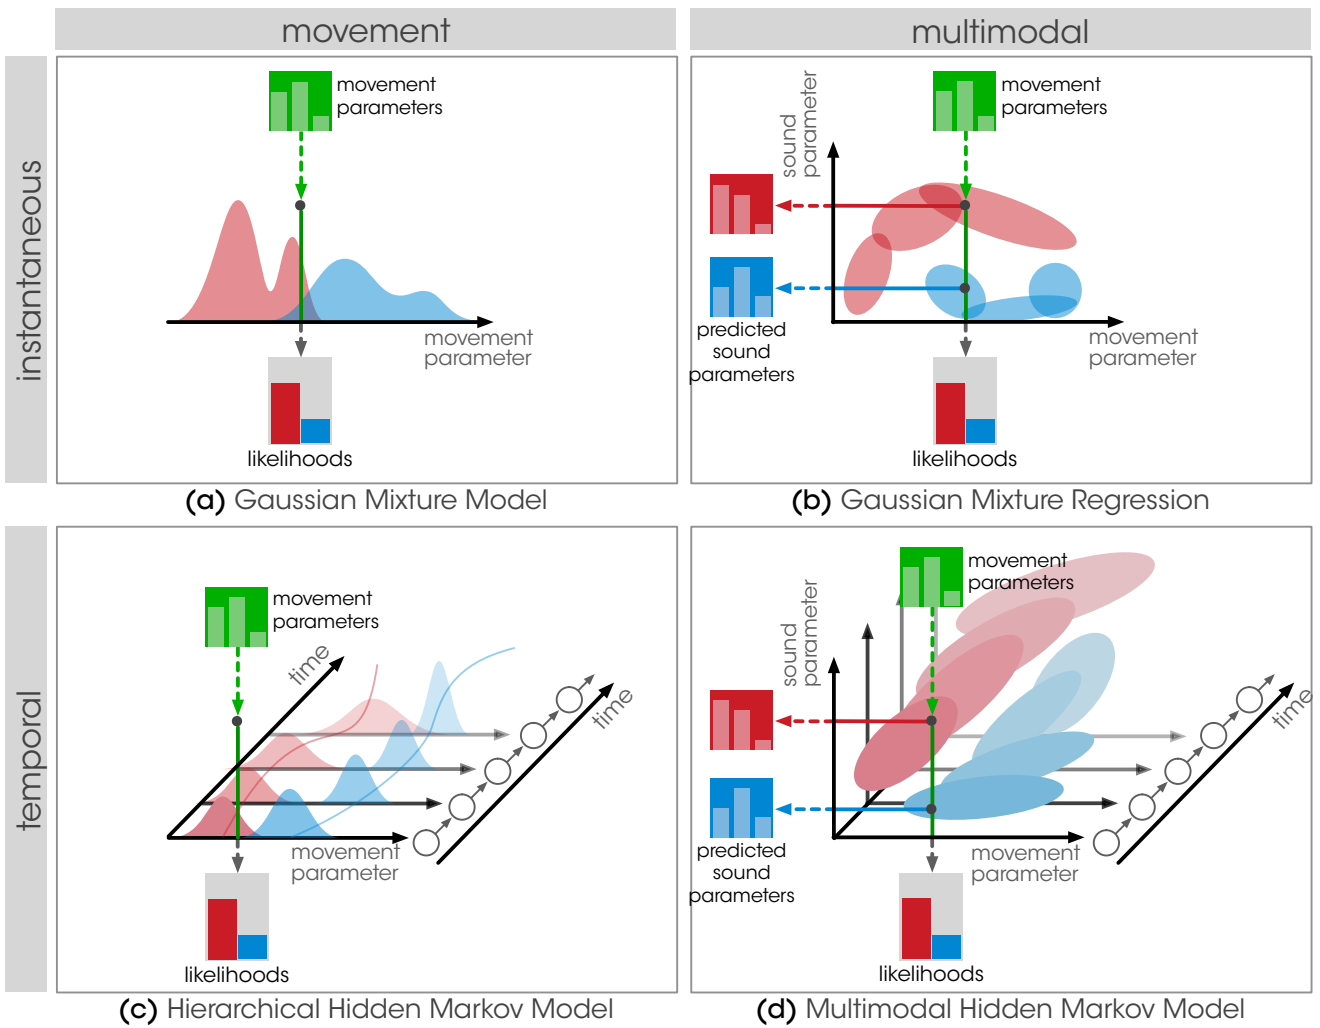 movement
multimodal
instantaneous
movement
parameters
movement
parameter
likelihoods
(a) Gaussian Mixture Model
sound
parameter
movement
parameters
predicted
sound
parameters
movement
parameter
likelihoods
(b) Gaussian Mixture Regression
temporal
movement
parameters
time
time
movement
parameter
likelihoods
(c) Hierarchical Hidden Markov Model
sound
parameter
movement
parameters
time
predicted
sound
parameters
movement
parameter
likelihoods
(d) Multimodal Hidden Markov Model